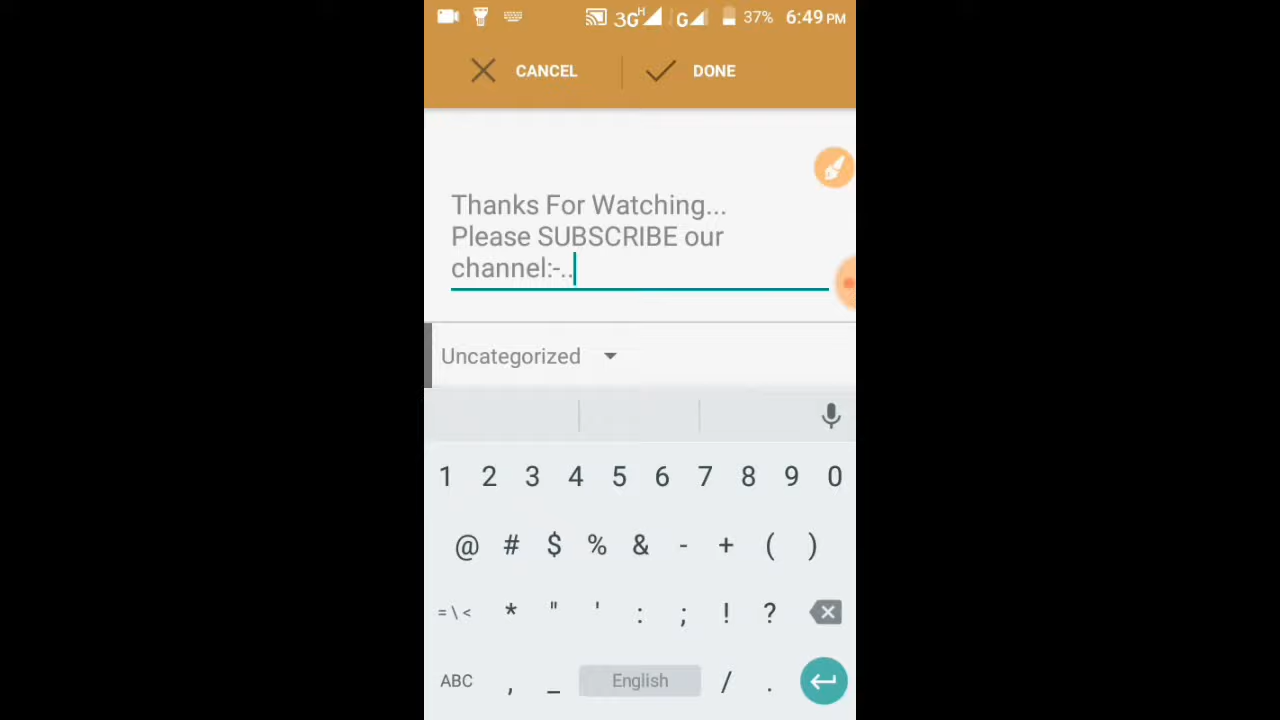 3G H G 37% 6:49 PM
CANCEL DONE
Thanks For Watching...
Please SUBSCRIBE our
channel:-..
Uncategorized
1 2 3 4 5 6 7 8 9 0
@ # $ % & - + ( )
= \ < * " ' : ; ! ?
ABC , _ English / .